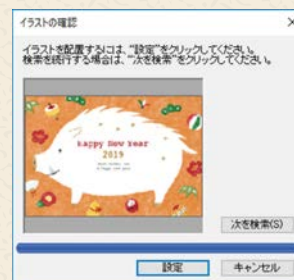 イラストの確認
イラストを配置するには、"設定"をクリックしてください。
検索を続行する場合は、"次を検索"をクリックしてください。
Happy New Year
2019
次を検索(S)
設定
キャンセル